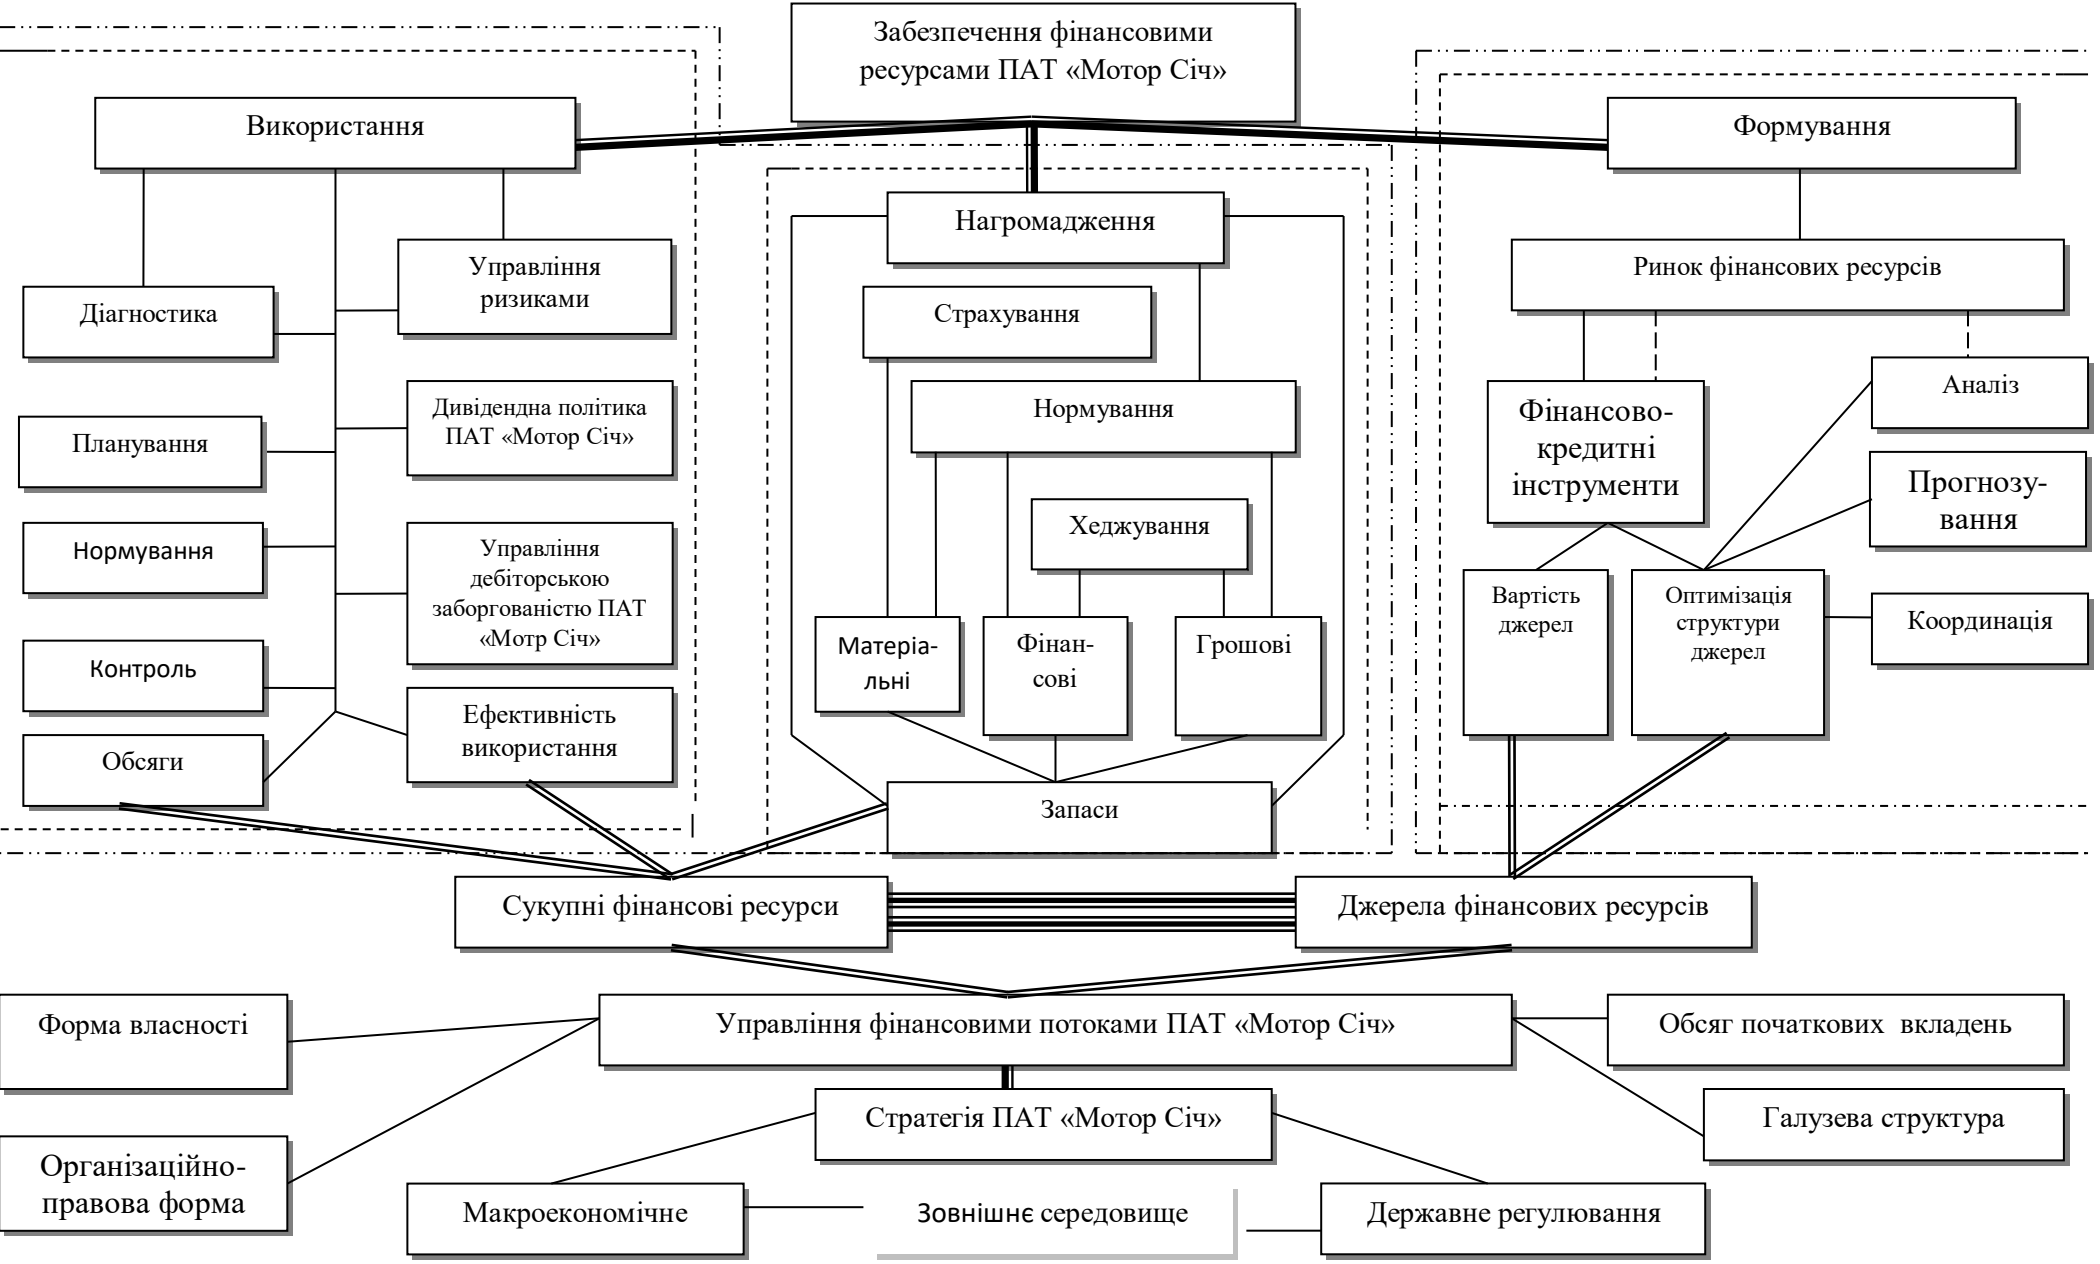 Забезпечення фінансовими
ресурсами ПАТ «Мотор Січ»
Використання
Діагностика
Управління
ризиками
Планування
Дивідендна політика
ПАТ «Мотор Січ»
Нормування
Управління
дебіторською
заборгованістю ПАТ
«Мотр Січ»
Контроль
Обсяги
Ефективність
використання
Нагромадження
Страхування
Нормування
Хеджування
Матеріа-
льні
Фінан-
сові
Грошові
Запаси
Формування
Ринок фінансових ресурсів
Фінансово-
кредитні
інструменти
Аналіз
Прогнозу-
вання
Вартість
джерел
Оптимізація
структури
джерел
Координація
Сукупні фінансові ресурси
Джерела фінансових ресурсів
Форма власності
Управління фінансовими потоками ПАТ «Мотор Січ»
Обсяг початкових  вкладень
Організаційно-
правова форма
Стратегія ПАТ «Мотор Січ»
Галузева структура
Макроекономічне
Зовнішнє середовище
Державне регулювання